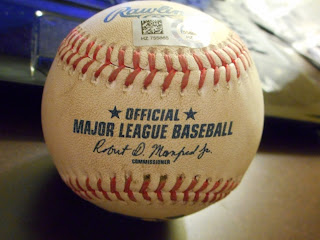 Rawlings
OFFICIAL
MAJOR LEAGUE BASEBALL
Robert D. Manfred Jr.
COMMISSIONER